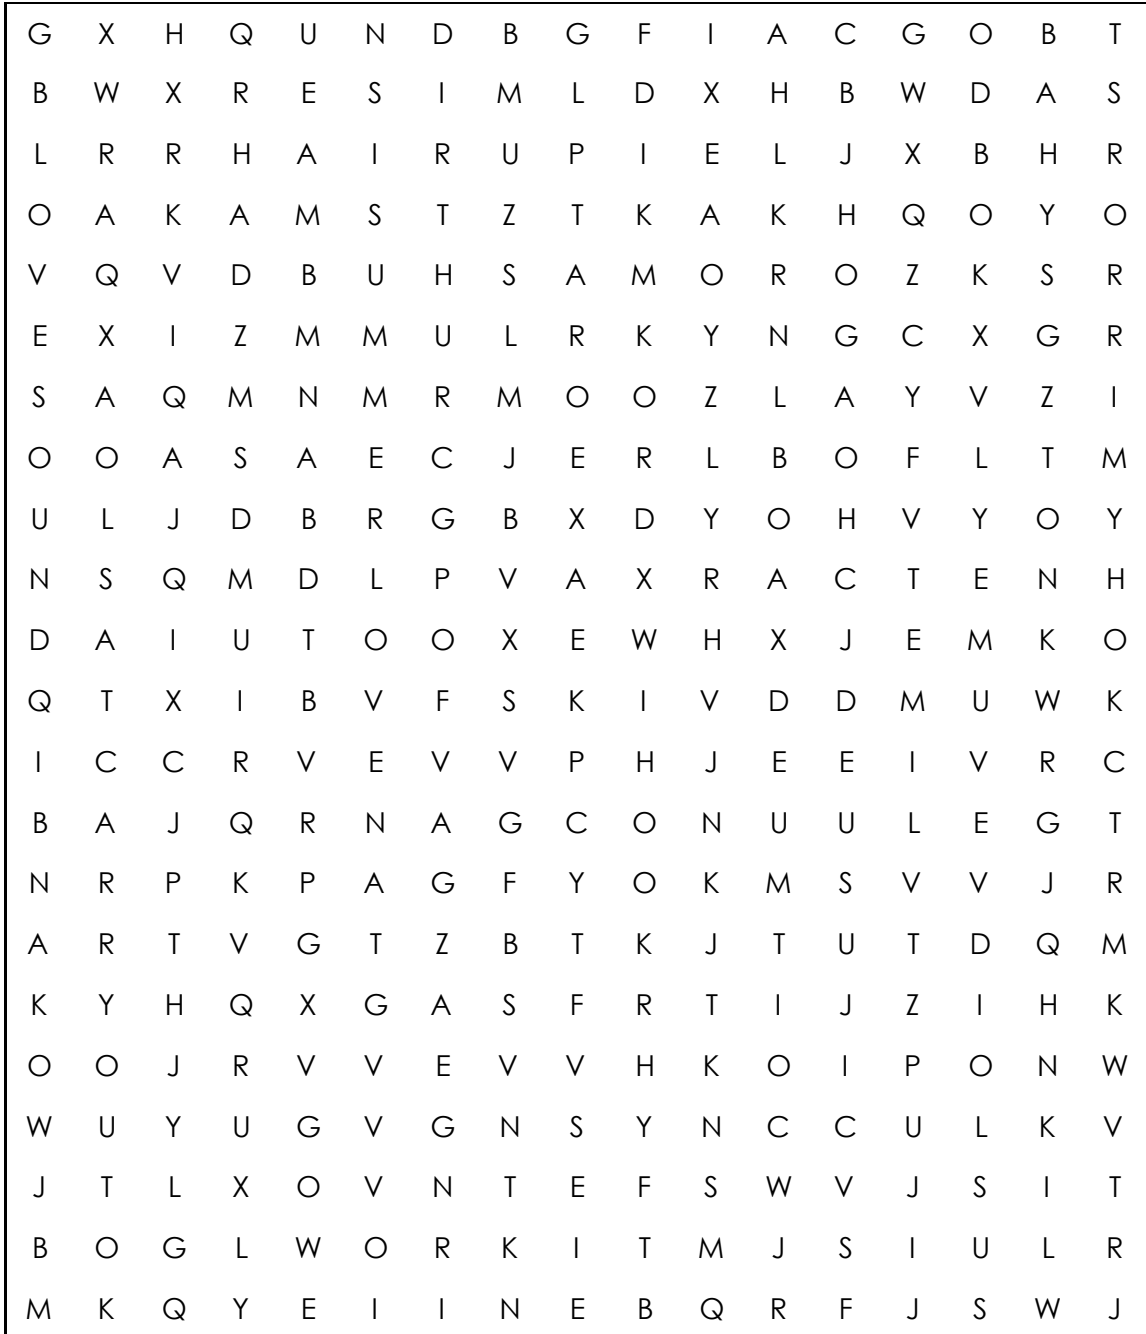 G X H Q U N D B G F I A C G O B T
B W X R E S I M L D X H B W D A S
L R R H A I R U P I E L J X B H R
O A K A M S T Z T K A K H Q O Y O
V Q V D B U H S A M O R O Z K S R
E X I Z M M U L R K Y N G C X G R
S A Q M N M R M O O Z L A Y V Z I
O O A S A E C J E R L B O F L T M
U L J D B R G B X D Y O H V Y O Y
N S Q M D L P V A X R A C T E N H
D A I U T O O X E W H X J E M K O
Q T X I B V F S K I V D D M U W K
I C C R V E V V P H J E E I V R C
B A J Q R N A G C O N U U L E G T
N R P K P A G F Y O K M S V V J R
A R T V G T Z B T K J T U T D Q M
K Y H Q X G A S F R T I J Z I H K
O O J R V V E V V H K O I P O N W
W U Y U G V G N S Y N C C U L K V
J T L X O V N T E F S W V J S I T
B O G L W O R K I T M J S I U L R
M K Q Y E I I N E B Q R F J S W J